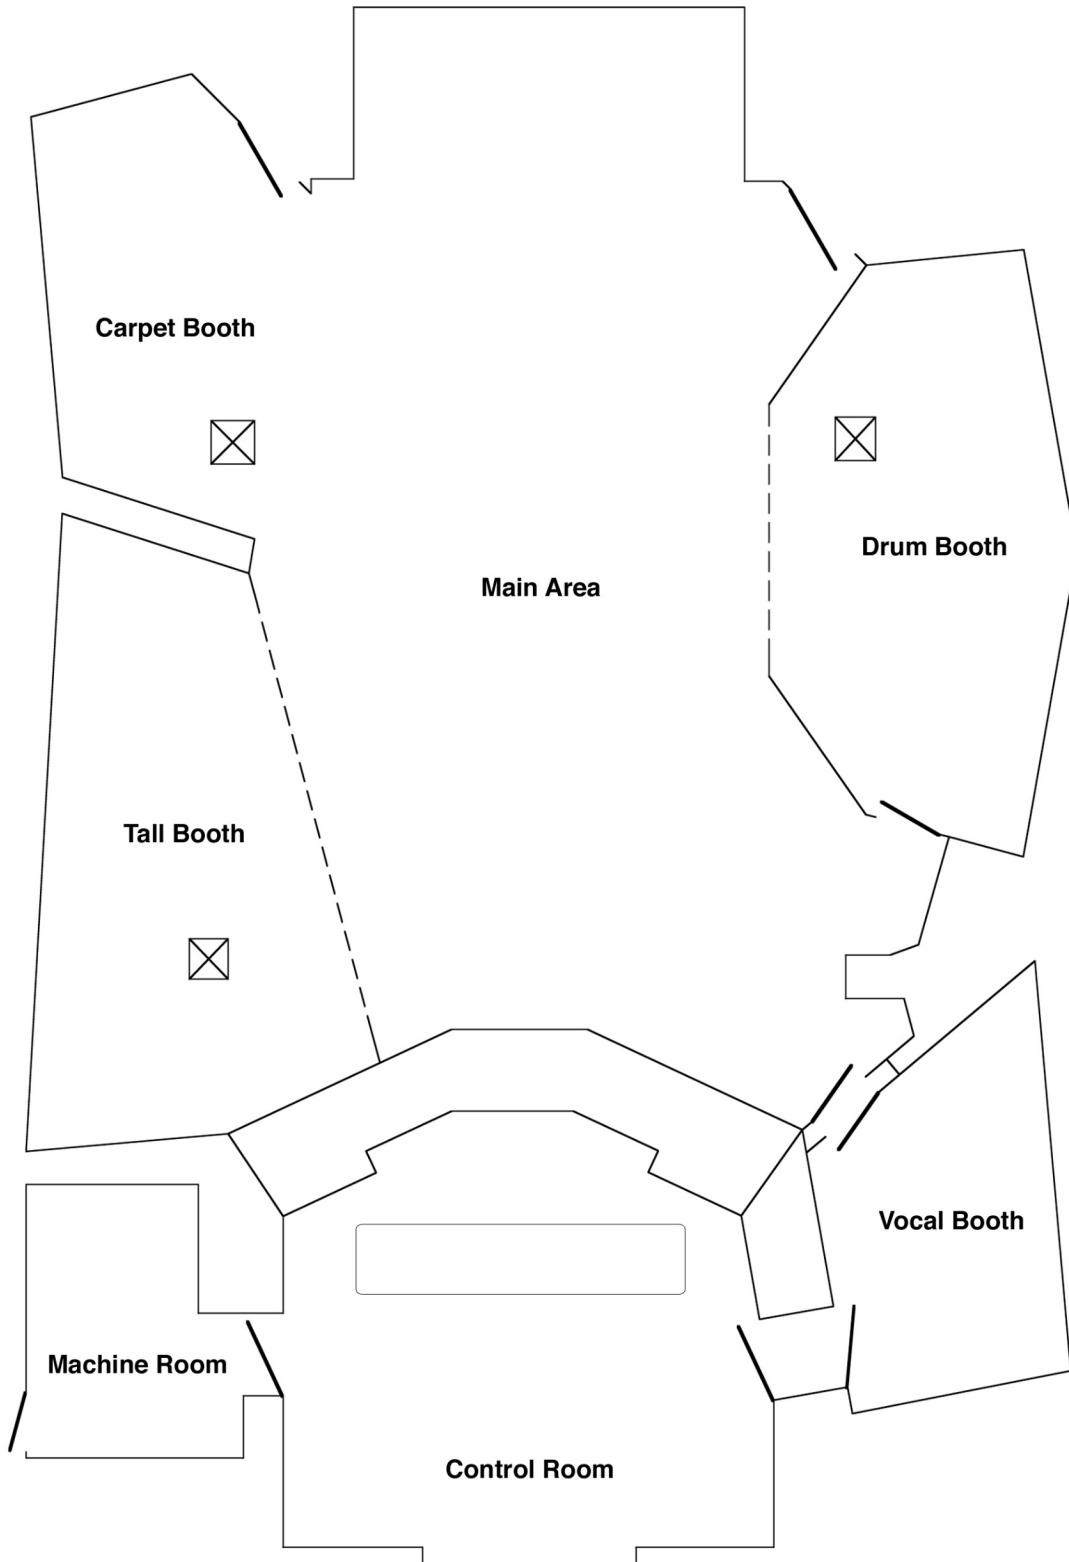 Carpet Booth
Drum Booth
Main Area
Tall Booth
Vocal Booth
Machine Room
Control Room